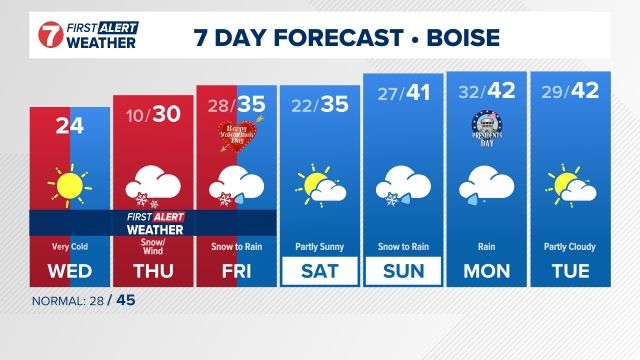 7 FIRST ALERT
WEATHER
7 DAY FORECAST • BOISE
24
10/30
28/35
22/35
27/41
32/42
29/42
Happy
Valentine's
Day
PRESIDENTS
DAY
FIRST ALERT
WEATHER
Very Cold
Snow/
Wind
Snow to Rain
Partly Sunny
Snow to Rain
Rain
Partly Cloudy
WED
THU
FRI
SAT
SUN
MON
TUE
NORMAL: 28 / 45